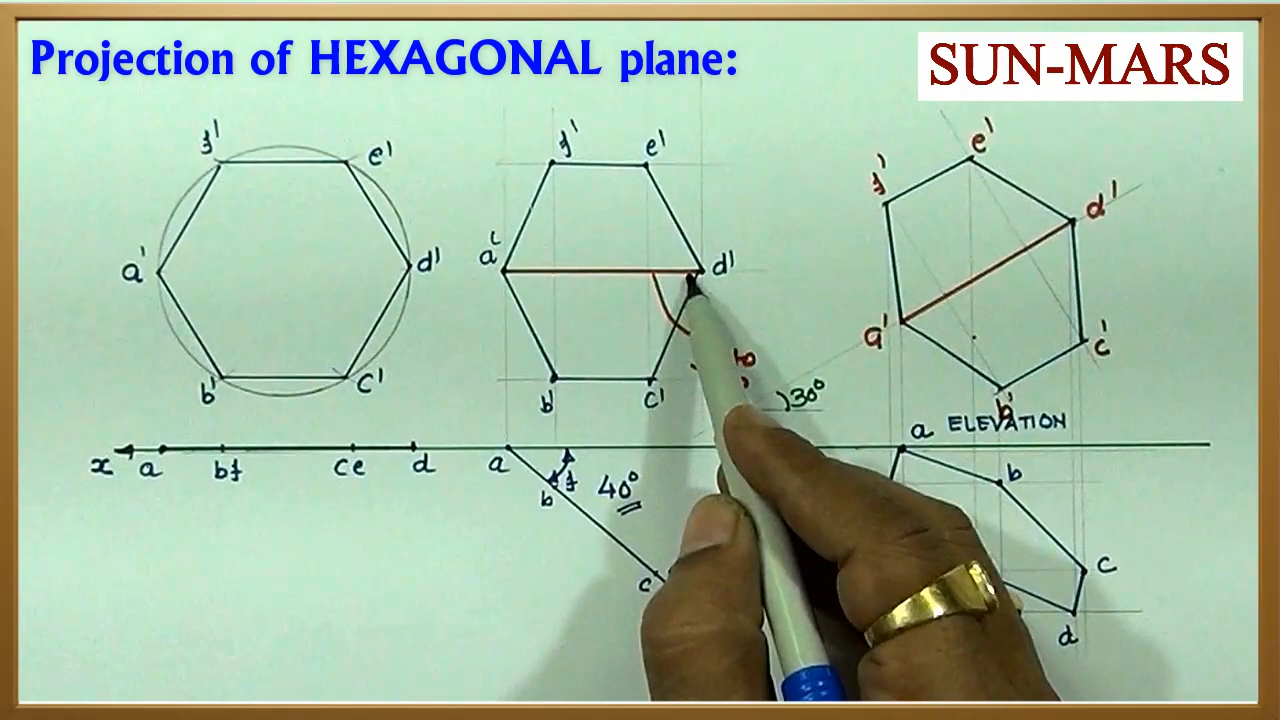 Projection of HEXAGONAL plane:
SUN-MARS
f' e'
a' d'
b' c'
f' e'
a' d'
b c'
e'
f'
d'
a'
c'
b'
30°
ELEVATION
x a bf ce d
a
b f 40°
c
a
b
c
d